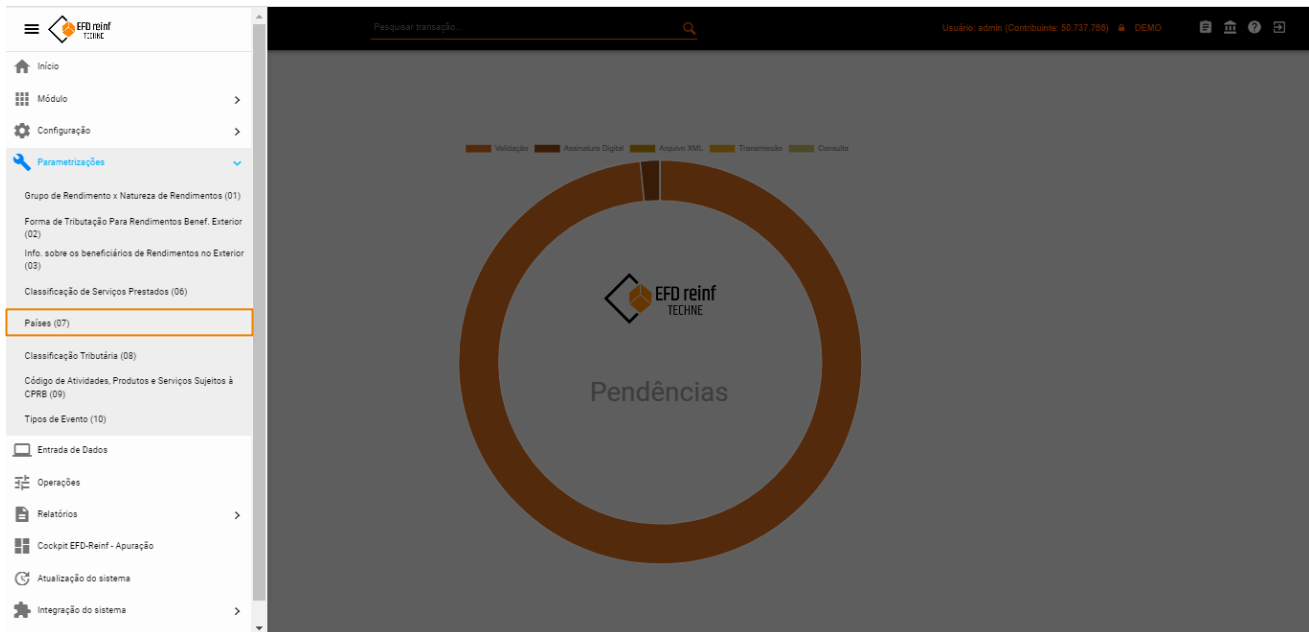 EFD reinf
TECHNE
Pesquisar transação...
Usuário: admin (Contribuinte: 50.737.766)
DEMO
Início
Módulo
Configuração
Parametrizações
Grupo de Rendimento x Natureza de Rendimentos (01)
Forma de Tributação Para Rendimentos Benef. Exterior
(02)
Info. sobre os beneficiários de Rendimentos no Exterior
(03)
Classificação de Serviços Prestados (06)
Países (07)
Classificação Tributária (08)
Código de Atividades, Produtos e Serviços Sujeitos à
CPRB (09)
Tipos de Evento (10)
Entrada de Dados
Operações
Relatórios
Cockpit EFD-Reinf - Apuração
Atualização do sistema
Integração do sistema
Validação Assinatura Digital Arquivo XML Transmissão Consulta
EFD reinf
TECHNE
Pendências